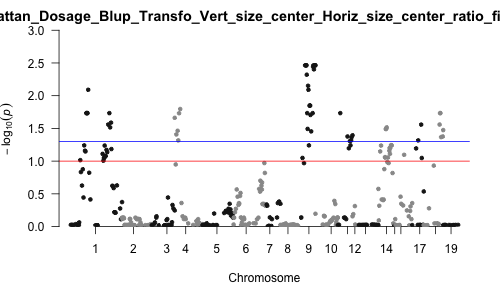 attan_Dosage_Blup_Transfo_Vert_size_center_Horiz_size_center_ratio_fi
3.0
2.5
2.0
1.5
1.0
0.5
0.0
− log10(p)
1 2 3 4 5 6 7 8 9 10 12 14 17 19
Chromosome